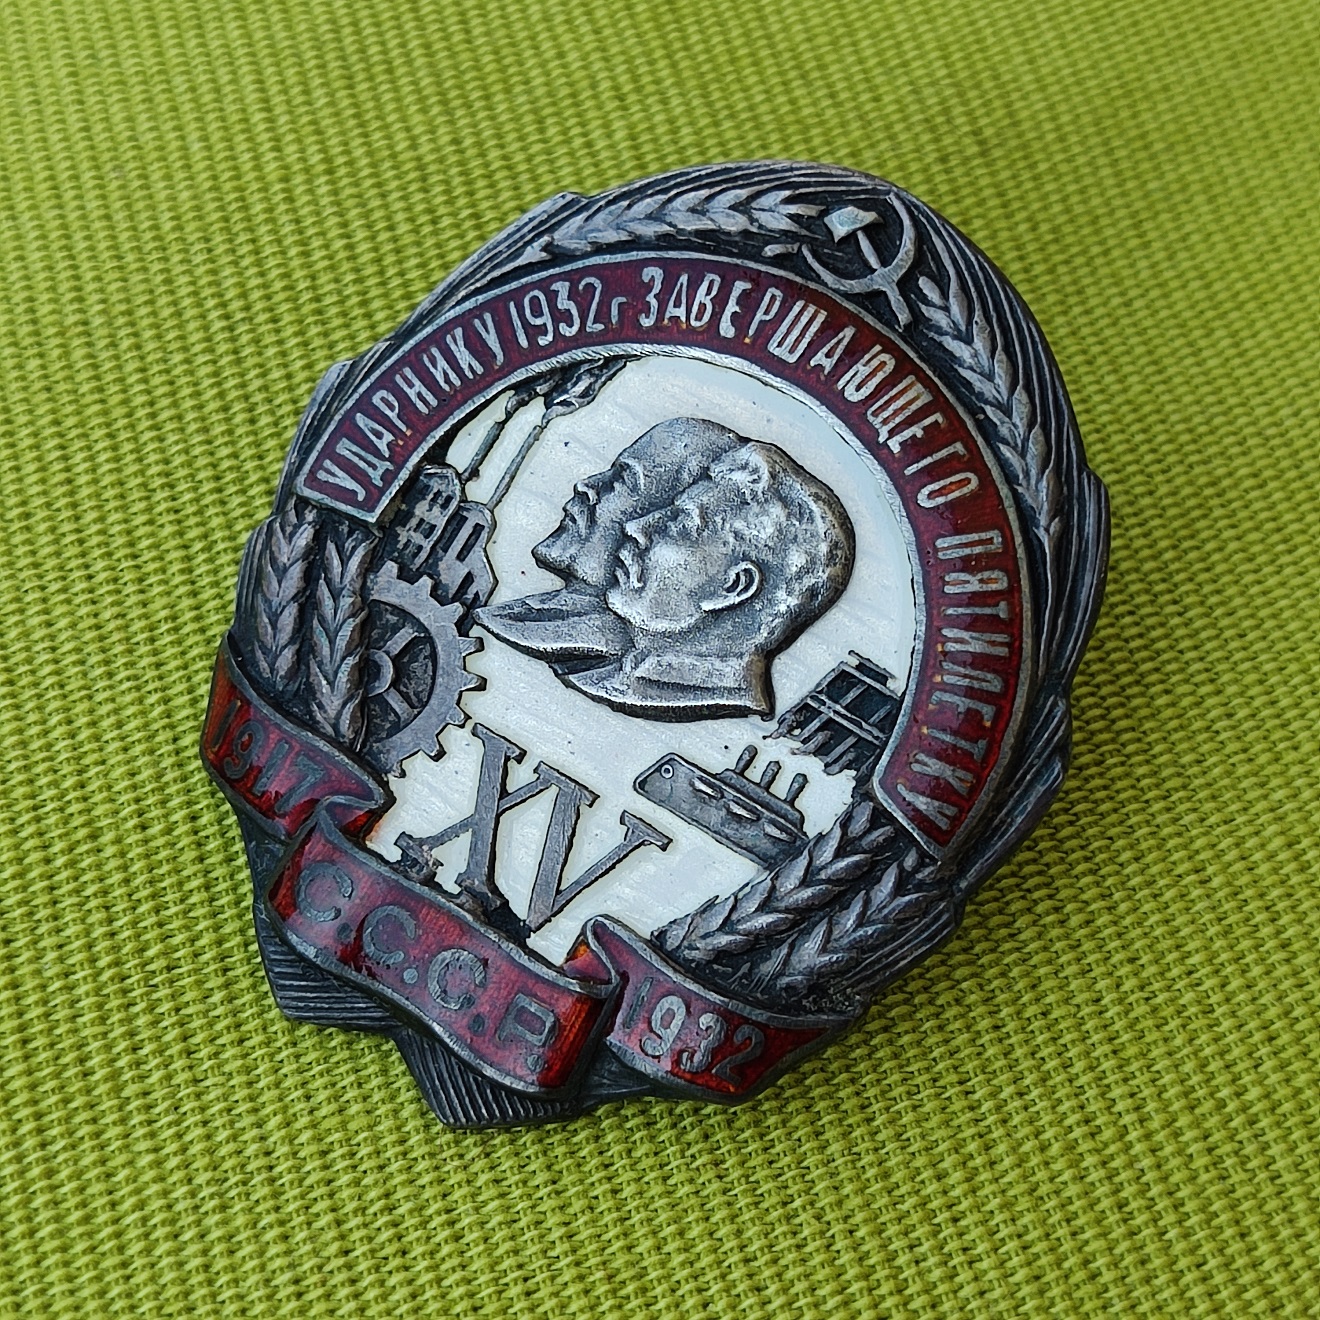 УДАРНИКУ 1932г ЗАВЕРШАЮЩЕГО ПЯТИЛЕТКУ
XV
1917
С.С.С.Р.
1932